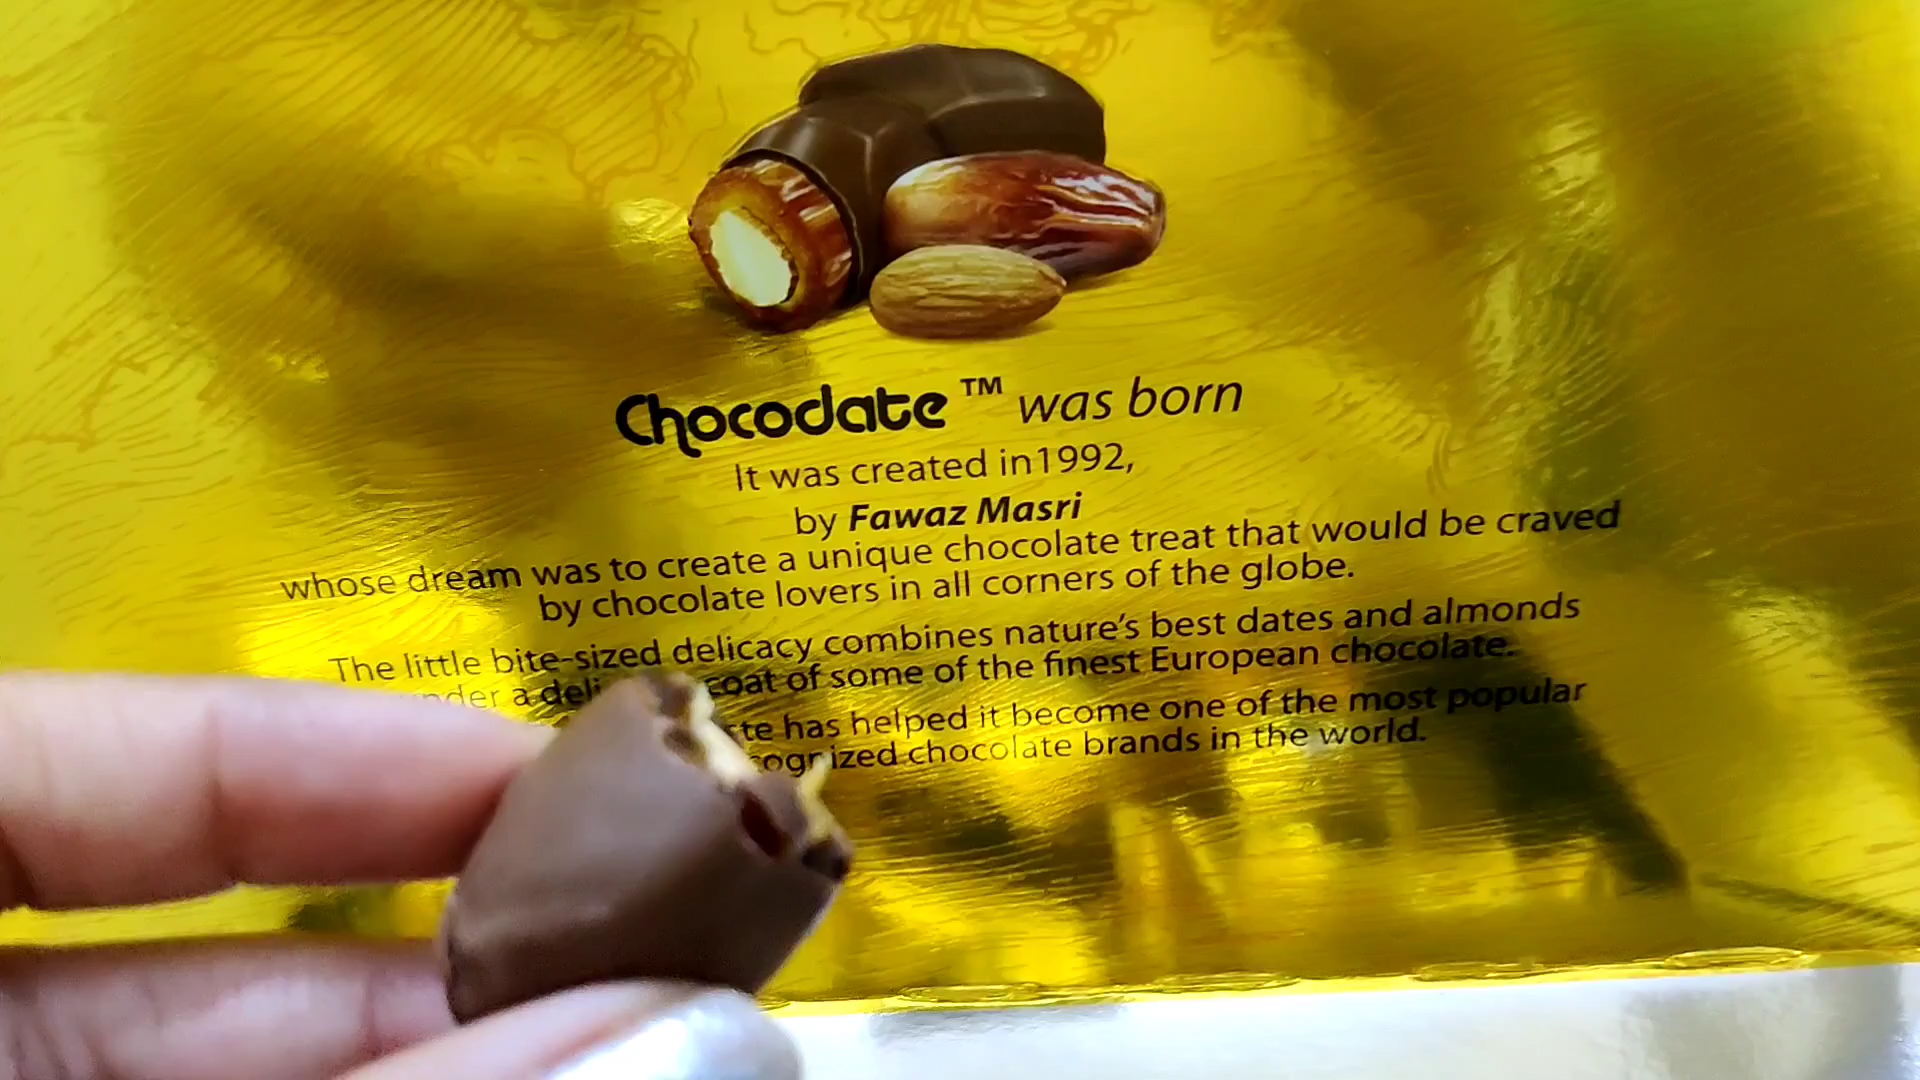 Chocodate™ was born
It was created in1992,
by Fawaz Masri
whose dream was to create a unique chocolate treat that would be craved
by chocolate lovers in all corners of the globe.
The little bite-sized delicacy combines nature's best dates and almonds
a coat of some of the finest European chocolate.
has helped it become one of the most popular
chocolate brands in the world.